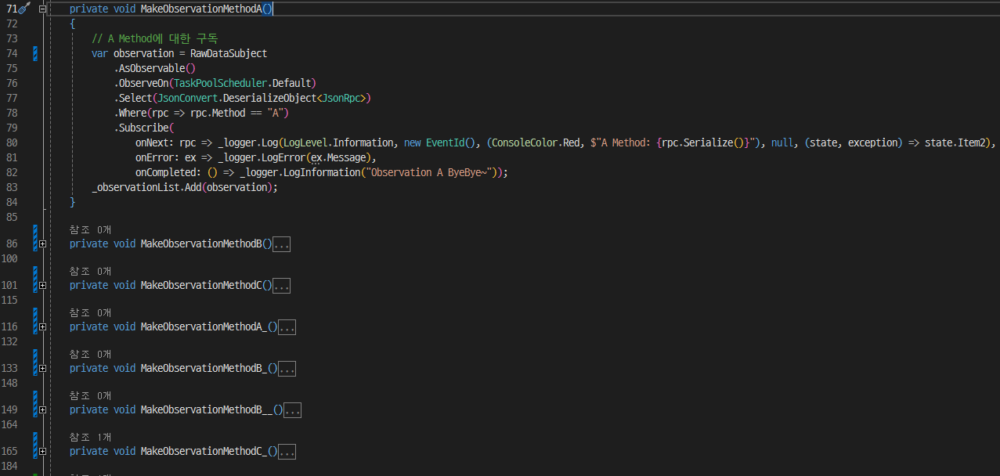 71 private void MakeObservationMethodA()
72 {
73 // A Method에 대한 구독
74 var observation = RawDataSubject
75 .AsObservable()
76 .ObserveOn(TaskPoolScheduler.Default)
77 .Select(JsonConvert.DeserializeObject<JsonRpc>)
78 .Where(rpc => rpc.Method == "A")
79 .Subscribe(
80 onNext: rpc => _logger.Log(LogLevel.Information, new EventId(), (ConsoleColor.Red, $"A Method: {rpc.Serialize()}"), null, (state, exception) => state.Item2),
81 onError: ex => _logger.LogError(ex.Message),
82 onCompleted: () => _logger.LogInformation("Observation A ByeBye~"));
83 _observationList.Add(observation);
84 }
85
참조 0개
86 private void MakeObservationMethodB()...
100
참조 0개
101 private void MakeObservationMethodC()...
115
참조 0개
116 private void MakeObservationMethodA_()...
132
참조 0개
133 private void MakeObservationMethodB_()...
148
참조 0개
149 private void MakeObservationMethodB__()...
164
참조 1개
165 private void MakeObservationMethodC_()...
184